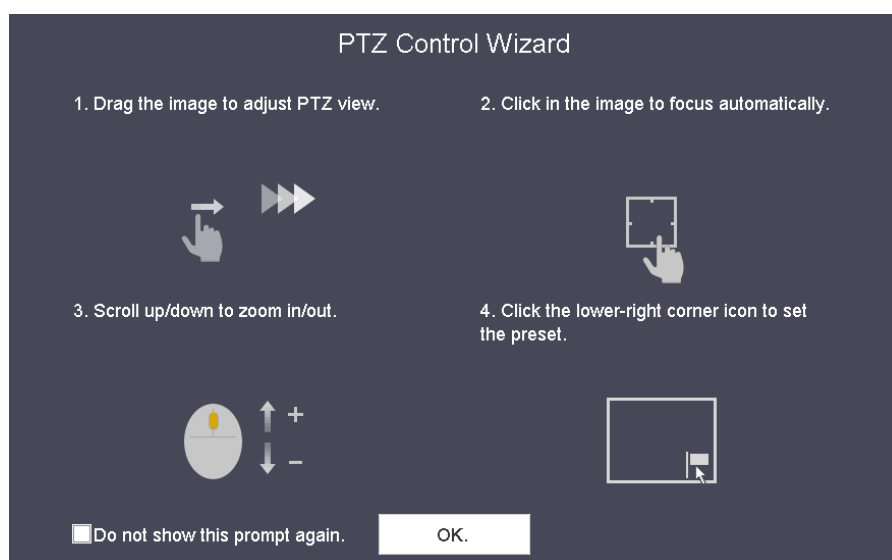 PTZ Control Wizard
1. Drag the image to adjust PTZ view.
2. Click in the image to focus automatically.
3. Scroll up/down to zoom in/out.
4. Click the lower-right corner icon to set
the preset.
+
–
Do not show this prompt again.
OK.